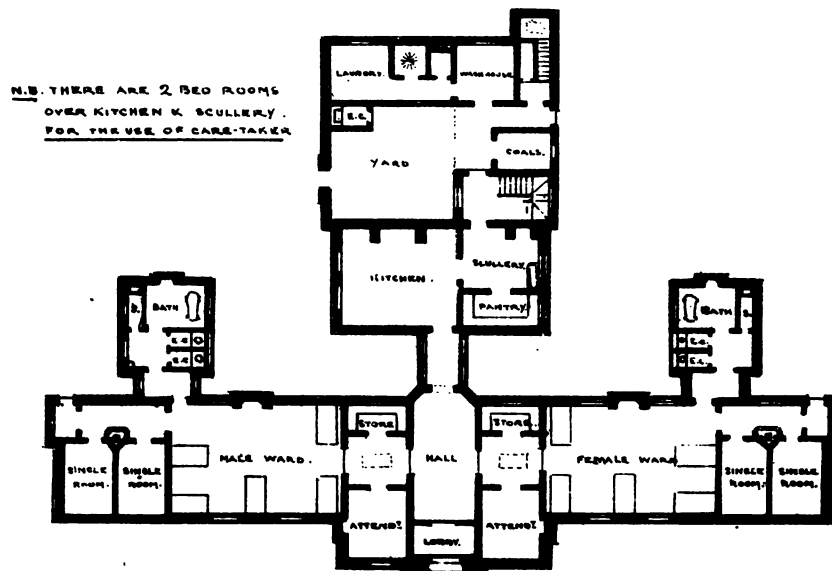 N.B. THERE ARE 2 BED ROOMS
OVER KITCHEN & SCULLERY.
FOR THE USE OF CARE-TAKER
LAUNDRY.
WASH-HOUSE
E.C.
COALS.
YARD
SCULLERY
KITCHEN.
PANTRY
BATH
S.
E.C.
E.C.
BATH
S.
E.C.
E.C.
STORE
STORE.
MALE WARD.
HALL
FEMALE WARD
SINGLE
ROOM.
SINGLE
ROOM.
SINGLE
ROOM.
SINGLE
ROOM.
ATTENDT.
ATTENDT.
LOBBY.